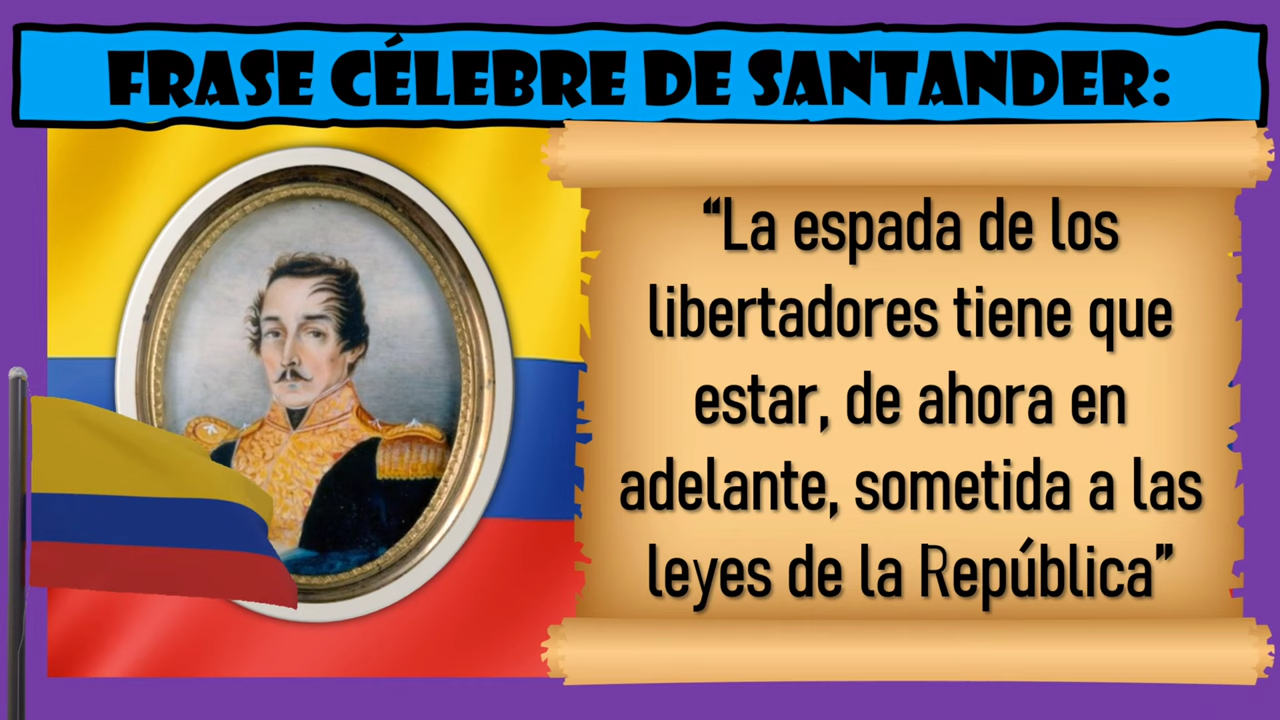 FRASE CÉLEBRE DE SANTANDER:
“La espada de los
libertadores tiene que
estar, de ahora en
adelante, sometida a las
leyes de la República”